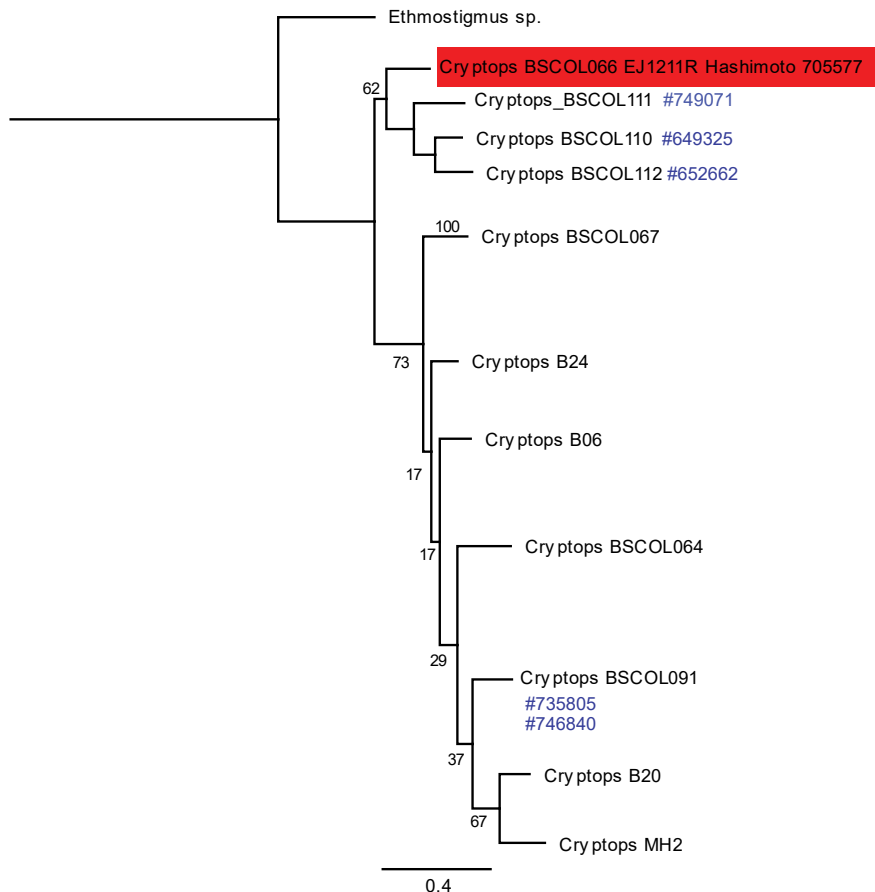 Ethmostigmus sp.
Cryptops BSCOL066 EJ1211R Hashimoto 705577
62
Cryptops_BSCOL111 #749071
Cryptops BSCOL110 #649325
Cryptops BSCOL112 #652662
100
Cryptops BSCOL067
73
Cryptops B24
Cryptops B06
17
Cryptops BSCOL064
17
29
Cryptops BSCOL091
#735805
#746840
37
Cryptops B20
67
Cryptops MH2
0.4